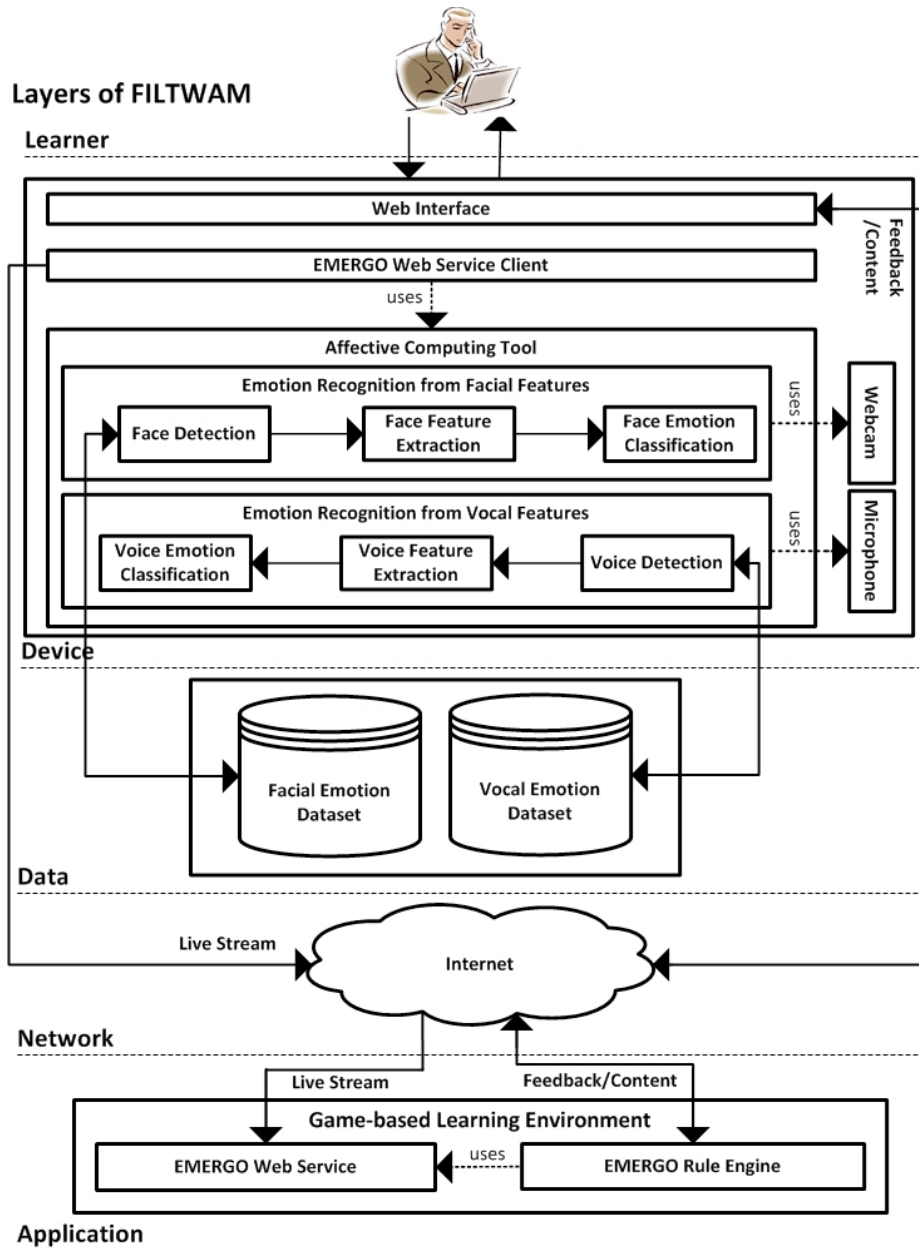 Layers of FILTWAM
Learner
Web Interface
Feedback
/Content
EMERGO Web Service Client
uses
Affective Computing Tool
Emotion Recognition from Facial Features
Face Detection
Face Feature
Extraction
Face Emotion
Classification
uses
Webcam
Emotion Recognition from Vocal Features
Voice Emotion
Classification
Voice Feature
Extraction
Voice Detection
uses
Microphone
Device
Facial Emotion
Dataset
Vocal Emotion
Dataset
Data
Live Stream
Internet
Network
Live Stream
Feedback/Content
Game-based Learning Environment
EMERGO Web Service
uses
EMERGO Rule Engine
Application